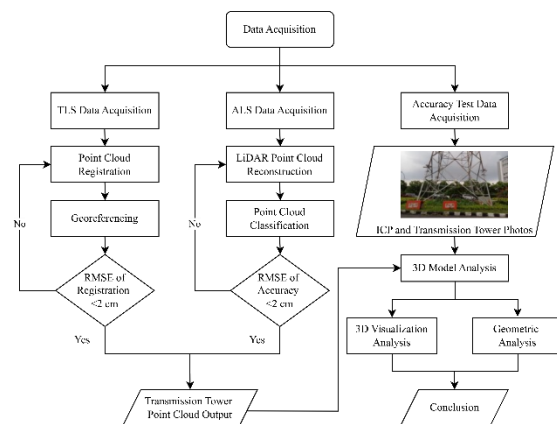 Data Acquisition
TLS Data Acquisition
ALS Data Acquisition
Accuracy Test Data
Acquisition
Point Cloud
Registration
LiDAR Point Cloud
Reconstruction
No
Georeferencing
No
Point Cloud
Classification
ICP and Transmission Tower Photos
RMSE of
Registration
<2 cm
RMSE of
Accuracy
<2 cm
3D Model Analysis
Yes
Yes
3D Visualization
Analysis
Geometric
Analysis
Transmission Tower
Point Cloud Output
Conclusion